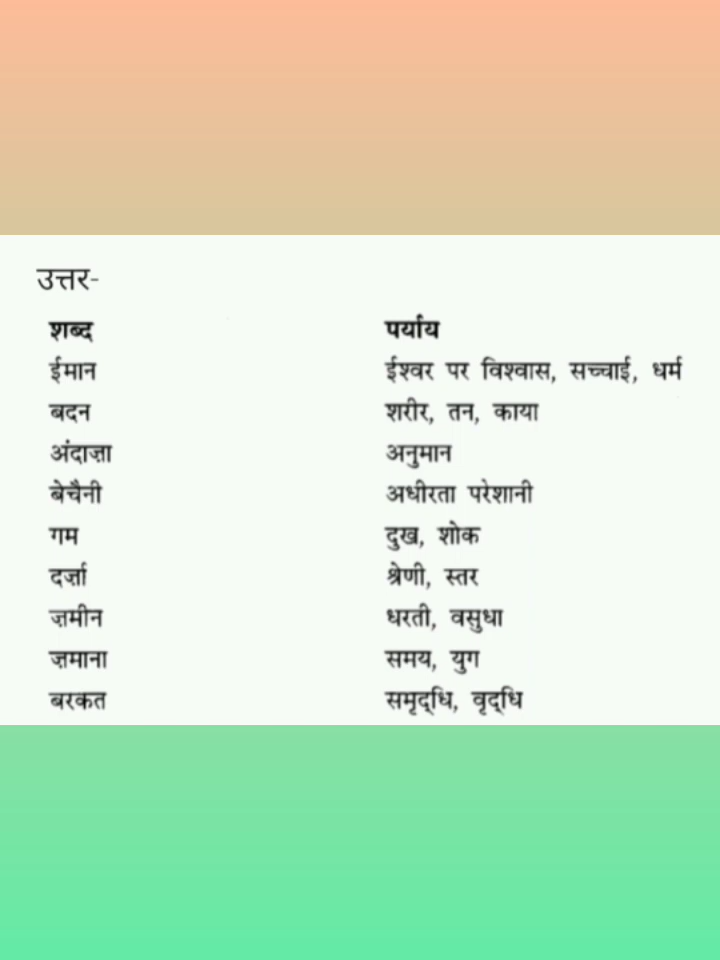 उत्तर-
शब्द पर्याय
ईमान ईश्वर पर विश्वास, सच्चाई, धर्म
बदन शरीर, तन, काया
अंदाज़ा अनुमान
बेचैनी अधीरता परेशानी
गम दुख, शोक
दर्ज़ा श्रेणी, स्तर
ज़मीन धरती, वसुधा
ज़माना समय, युग
बरकत समृद्धि, वृद्धि